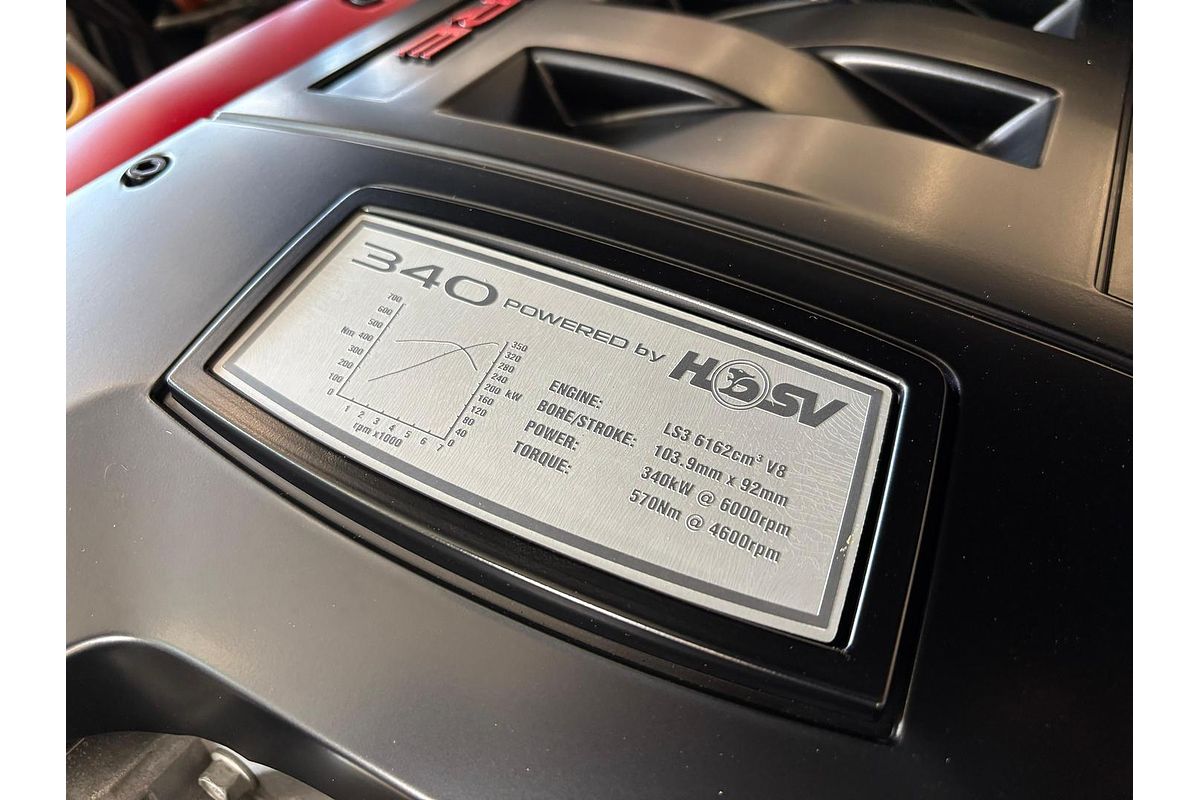 340 POWERED by HSV
700
600
500
Nm 400
300
200
100
0
1 2 3 4 5 6 7
rpm x1000
350
320
280
240
200 kW
160
120
80
40
0
ENGINE: LS3 6162cm³ V8
BORE/STROKE: 103.9mm x 92mm
POWER: 340kW @ 6000rpm
TORQUE: 570Nm @ 4600rpm